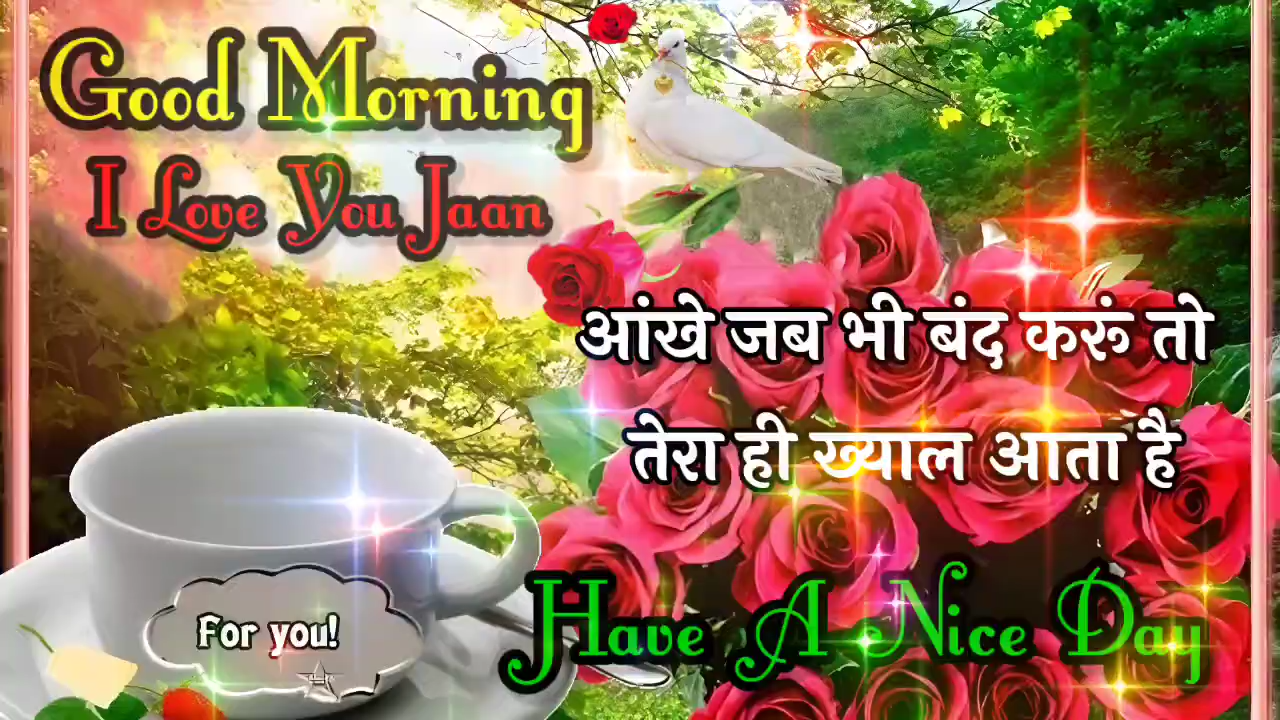 Good Morning
I Love You Jaan
आंखे जब भी बंद करूं तो
तेरा ही ख्याल आता है
For you!
Have A Nice Day